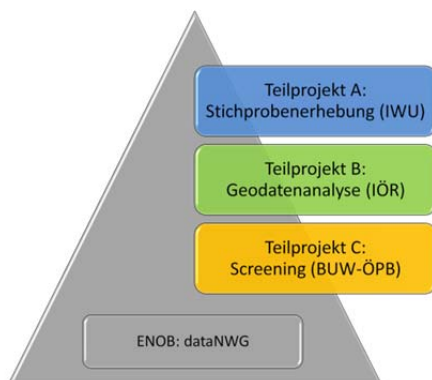 Teilprojekt A:
Stichprobenerhebung (IWU)
Teilprojekt B:
Geodatenanalyse (IÖR)
Teilprojekt C:
Screening (BUW-ÖPB)
ENOB: dataNWG